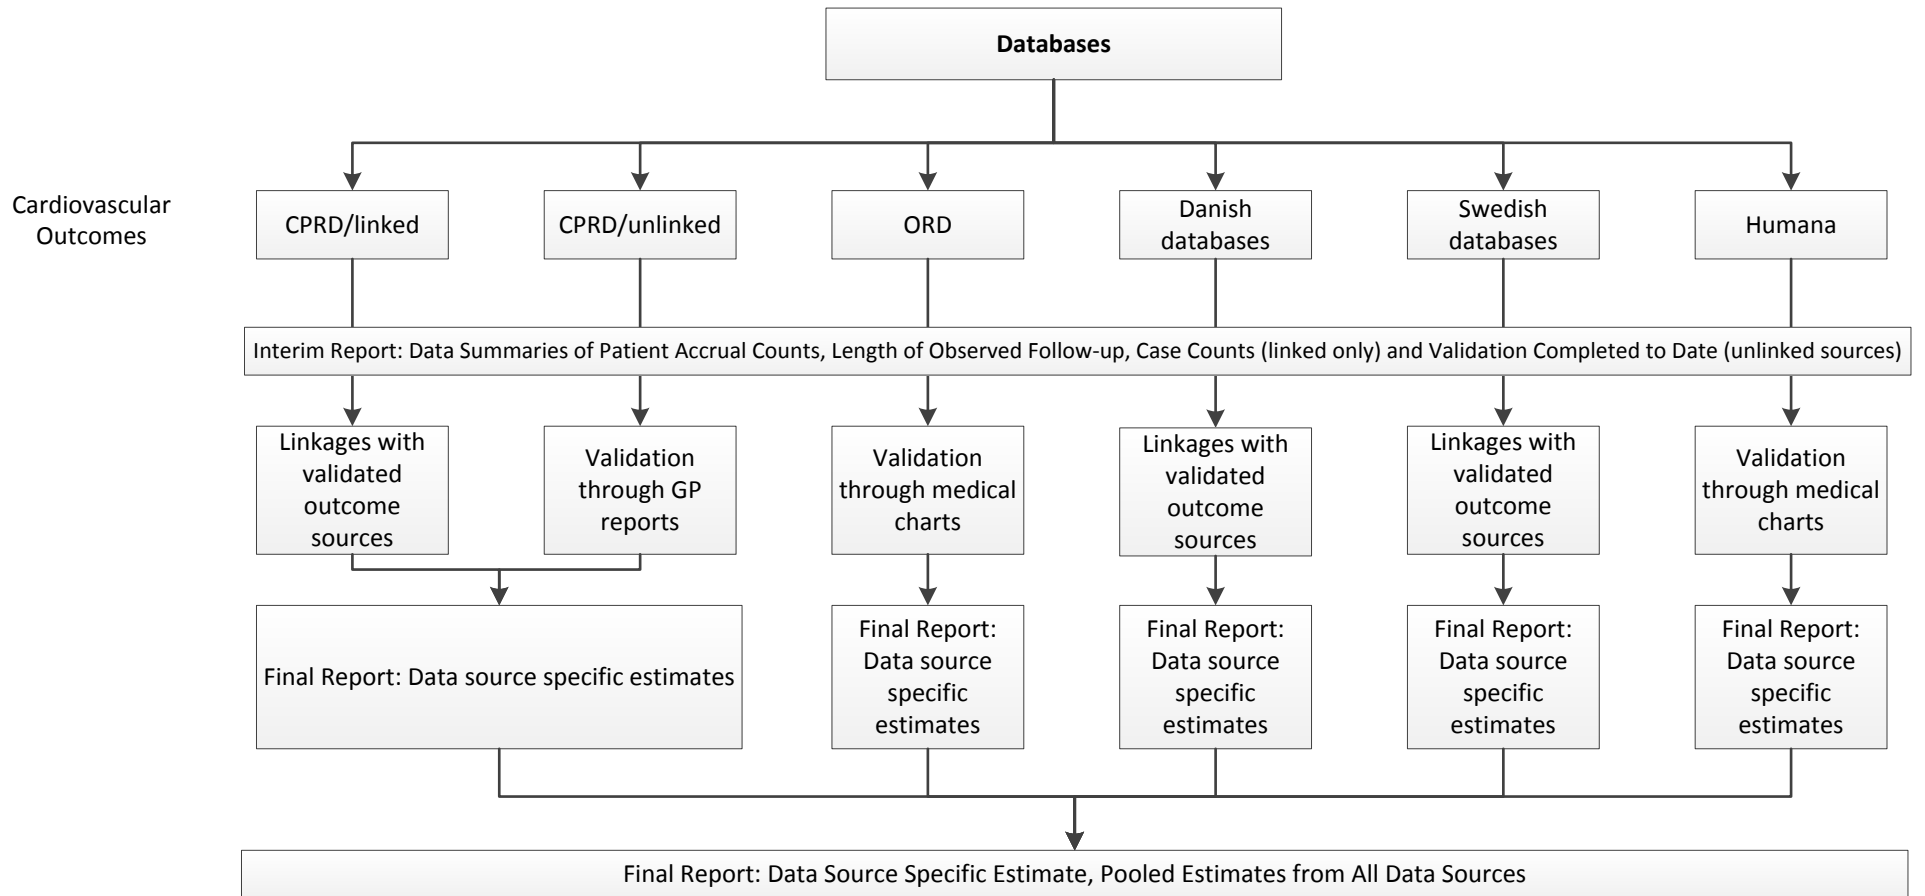 Databases
Cardiovascular
Outcomes
CPRD/linked
CPRD/unlinked
ORD
Danish
databases
Swedish
databases
Humana
Interim Report: Data Summaries of Patient Accrual Counts, Length of Observed Follow-up, Case Counts (linked only) and Validation Completed to Date (unlinked sources)
Linkages with
validated
outcome
sources
Validation
through GP
reports
Validation
through medical
charts
Linkages with
validated
outcome
sources
Linkages with
validated
outcome
sources
Validation
through medical
charts
Final Report: Data source specific estimates
Final Report:
Data source
specific
estimates
Final Report:
Data source
specific
estimates
Final Report:
Data source
specific
estimates
Final Report:
Data source
specific
estimates
Final Report: Data Source Specific Estimate, Pooled Estimates from All Data Sources